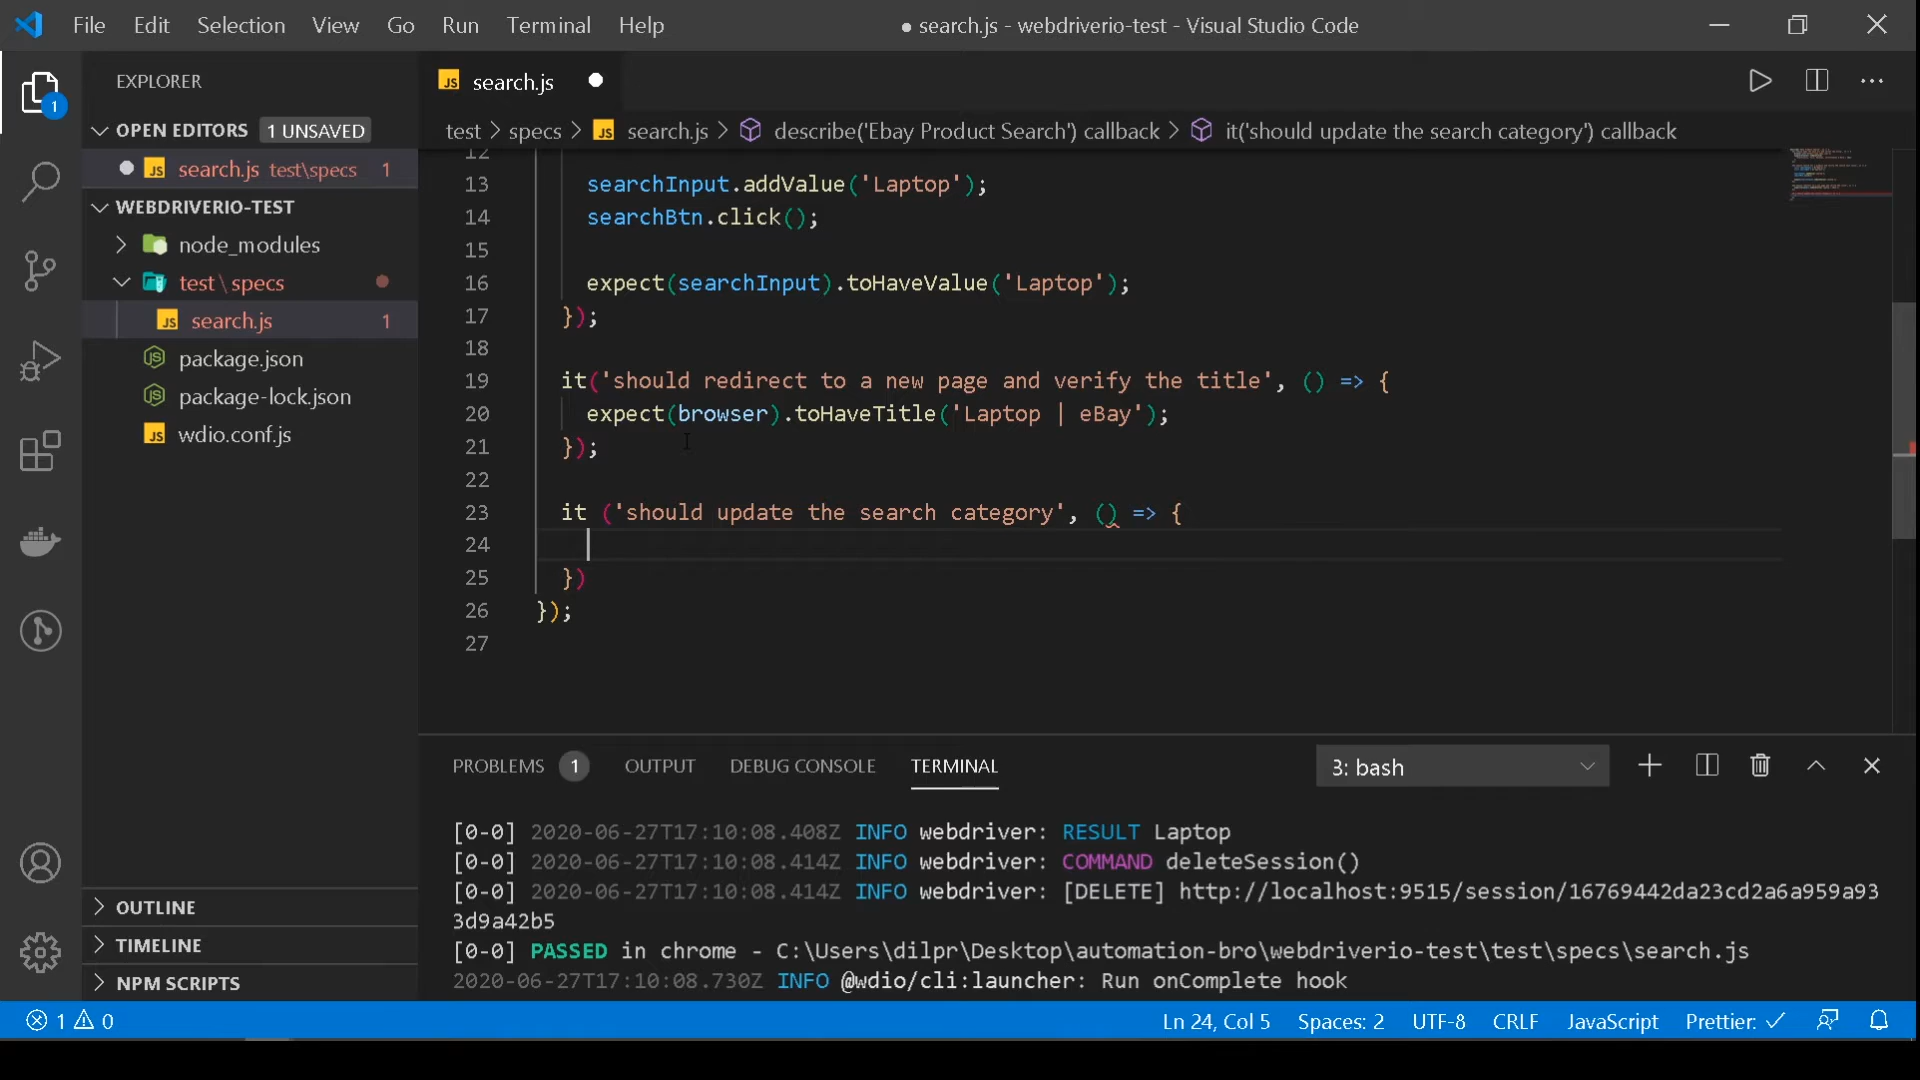 File Edit Selection View Go Run Terminal Help ● search.js - webdriverio-test - Visual Studio Code
EXPLORER
OPEN EDITORS 1 UNSAVED
JS search.js test\specs 1
WEBDRIVERIO-TEST
node_modules
test \ specs
JS search.js 1
package.json
package-lock.json
JS wdio.conf.js
OUTLINE
TIMELINE
NPM SCRIPTS
JS search.js ●
test > specs > JS search.js > describe('Ebay Product Search') callback > it('should update the search category') callback
12
13 searchInput.addValue('Laptop');
14 searchBtn.click();
15
16 expect(searchInput).toHaveValue('Laptop');
17 });
18
19 it('should redirect to a new page and verify the title', () => {
20 expect(browser).toHaveTitle('Laptop | eBay');
21 });
22
23 it ('should update the search category', () => {
24
25 })
26 });
27
PROBLEMS 1 OUTPUT DEBUG CONSOLE TERMINAL 3: bash
[0-0] 2020-06-27T17:10:08.408Z INFO webdriver: RESULT Laptop
[0-0] 2020-06-27T17:10:08.414Z INFO webdriver: COMMAND deleteSession()
[0-0] 2020-06-27T17:10:08.414Z INFO webdriver: [DELETE] http://localhost:9515/session/16769442da23cd2a6a959a93
3d9a42b5
[0-0] PASSED in chrome - C:\Users\dilpr\Desktop\automation-bro\webdriverio-test\test\specs\search.js
2020-06-27T17:10:08.730Z INFO @wdio/cli:launcher: Run onComplete hook
1 0 Ln 24, Col 5 Spaces: 2 UTF-8 CRLF JavaScript Prettier: ✓